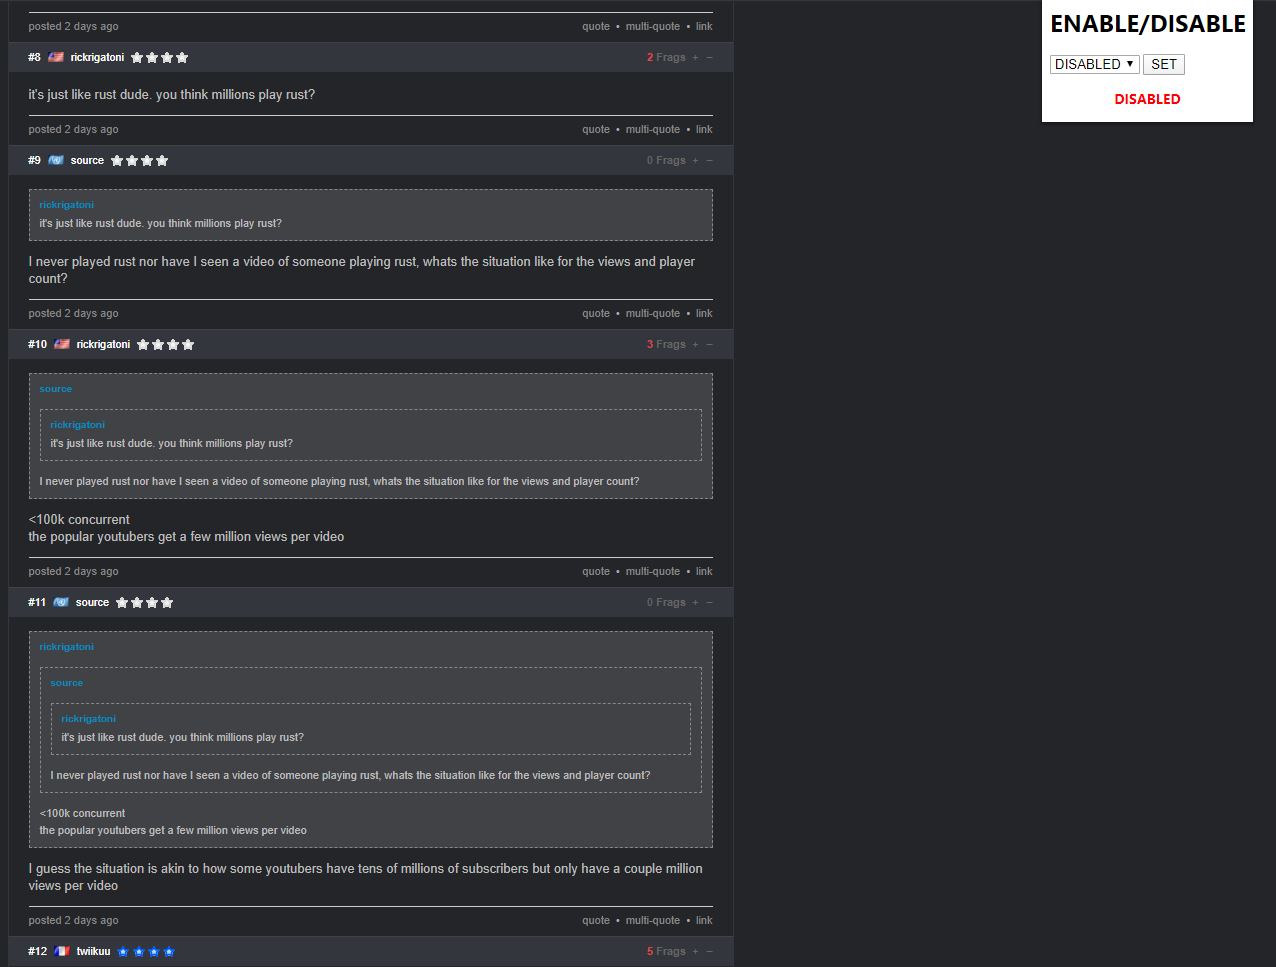 posted 2 days ago quote • multi-quote • link
#8 rickrigatoni 2 Frags + –
it's just like rust dude. you think millions play rust?
posted 2 days ago quote • multi-quote • link
#9 source 0 Frags + –
rickrigatoni
it's just like rust dude. you think millions play rust?
I never played rust nor have I seen a video of someone playing rust, whats the situation like for the views and player
count?
posted 2 days ago quote • multi-quote • link
#10 rickrigatoni 3 Frags + –
source
rickrigatoni
it's just like rust dude. you think millions play rust?
I never played rust nor have I seen a video of someone playing rust, whats the situation like for the views and player count?
<100k concurrent
the popular youtubers get a few million views per video
posted 2 days ago quote • multi-quote • link
#11 source 0 Frags + –
rickrigatoni
source
rickrigatoni
it's just like rust dude. you think millions play rust?
I never played rust nor have I seen a video of someone playing rust, whats the situation like for the views and player count?
<100k concurrent
the popular youtubers get a few million views per video
I guess the situation is akin to how some youtubers have tens of millions of subscribers but only have a couple million
views per video
posted 2 days ago quote • multi-quote • link
#12 twiikuu 5 Frags + –
ENABLE/DISABLE
DISABLED SET
DISABLED